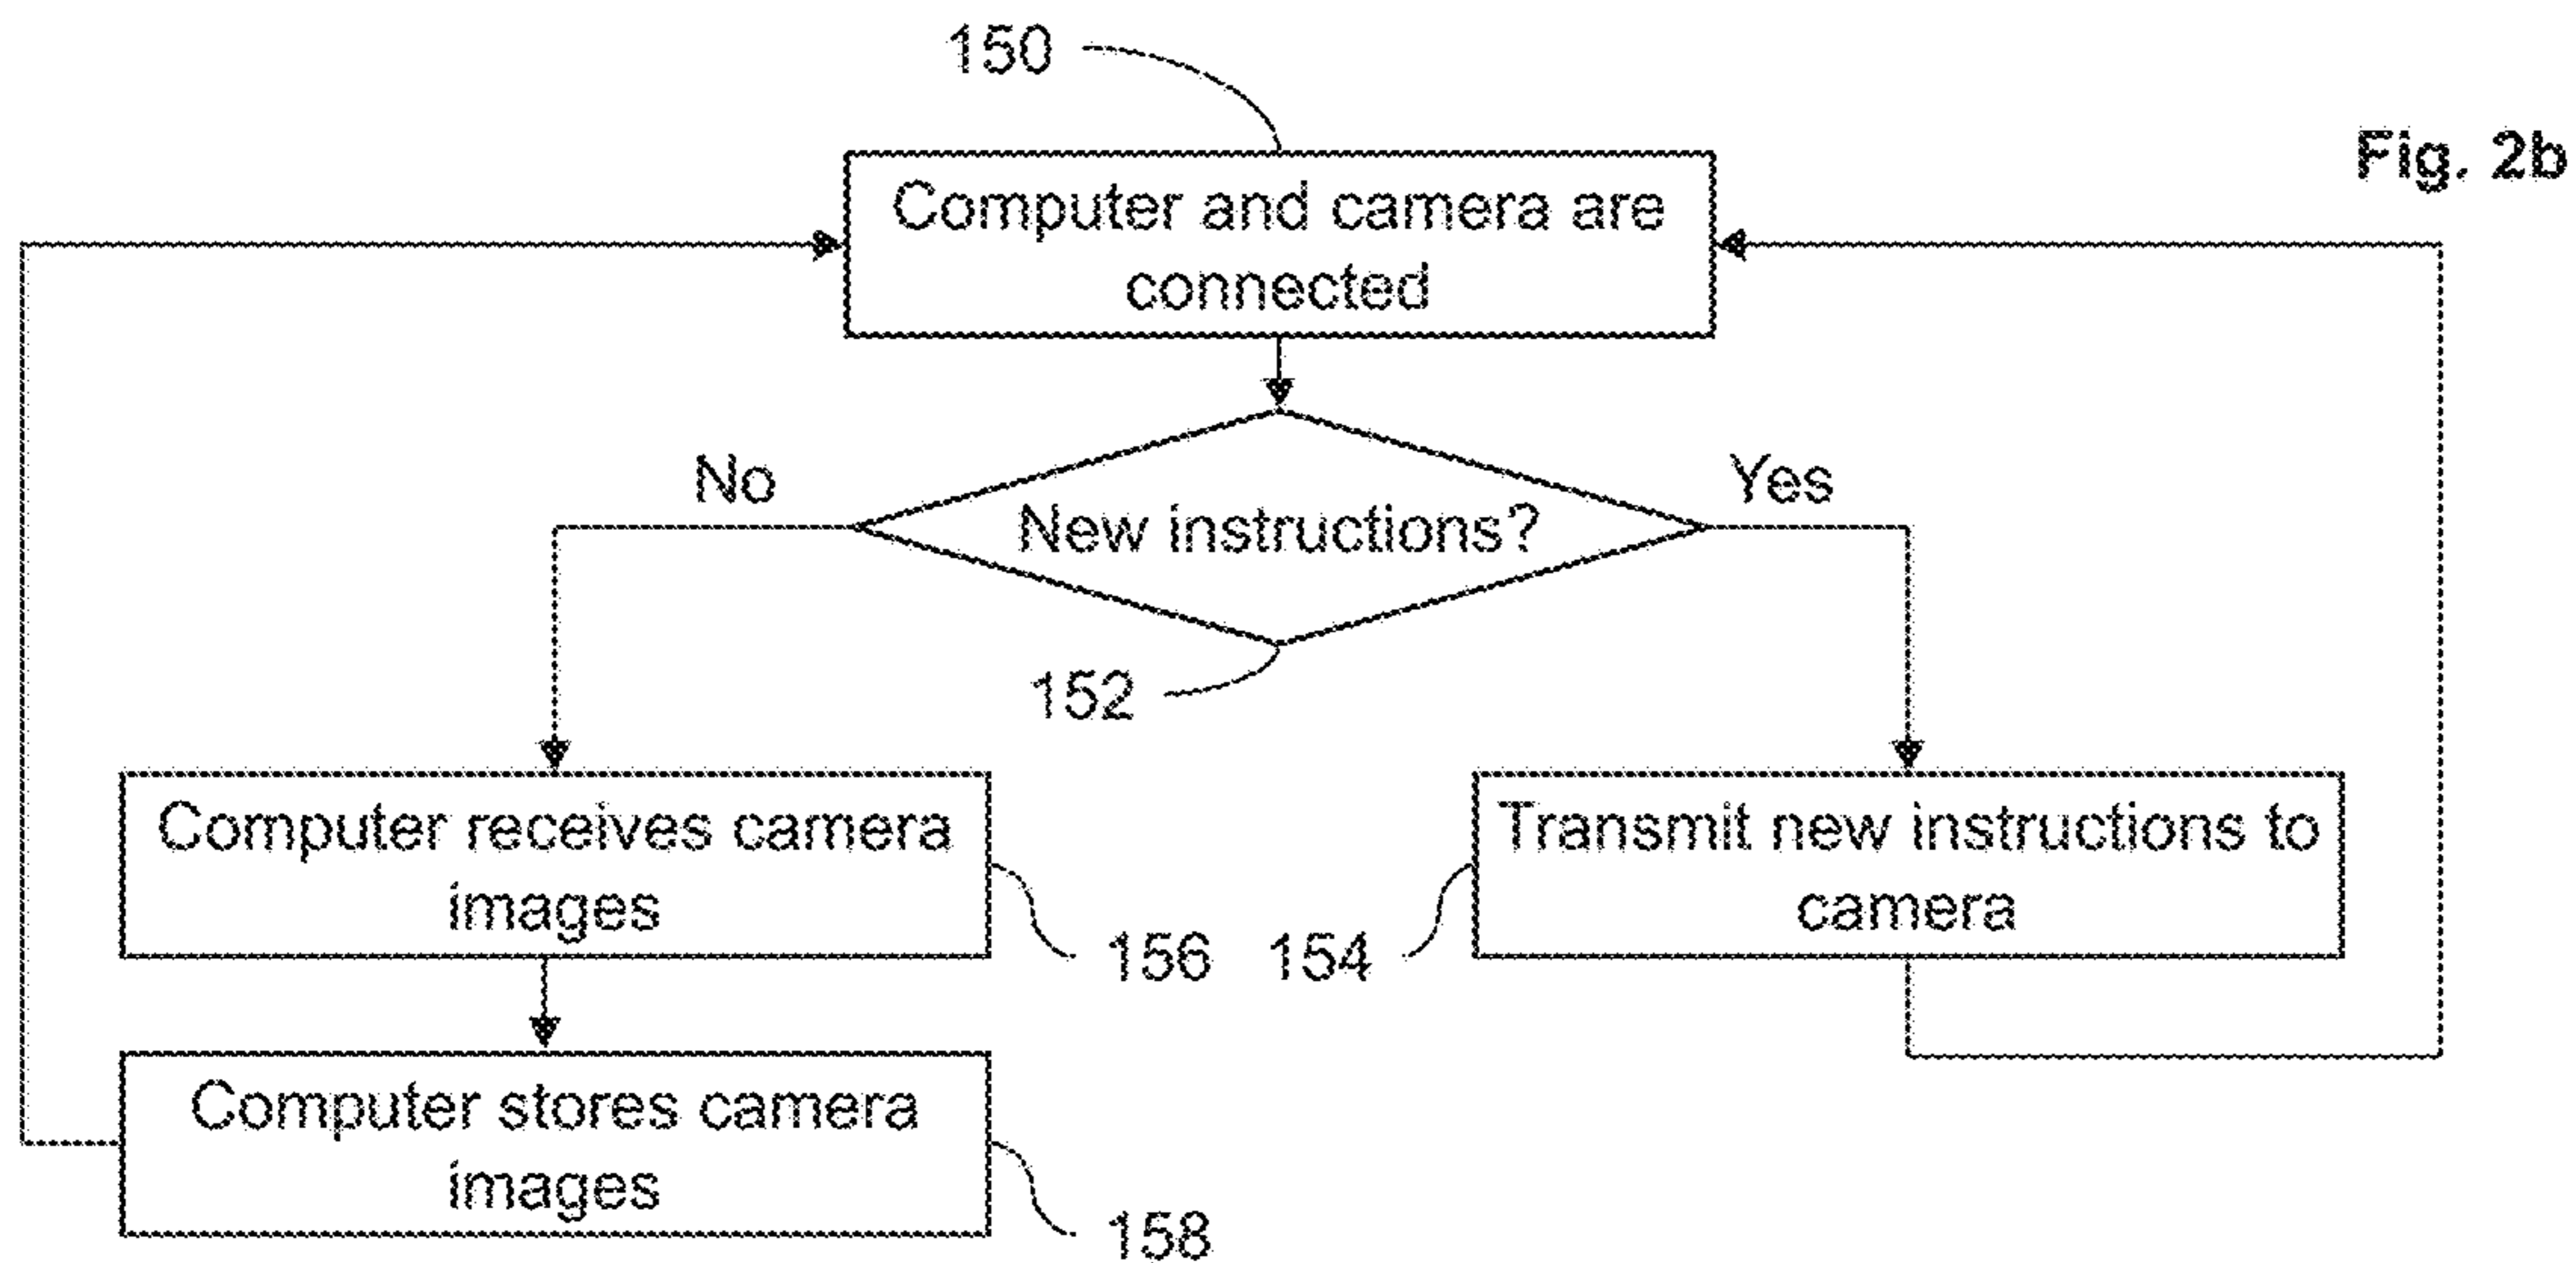 150
Fig. 2b
Computer and camera are
connected
No
Yes
New instructions?
152
Computer receives camera
images
Transmit new instructions to
camera
156
154
Computer stores camera
images
158